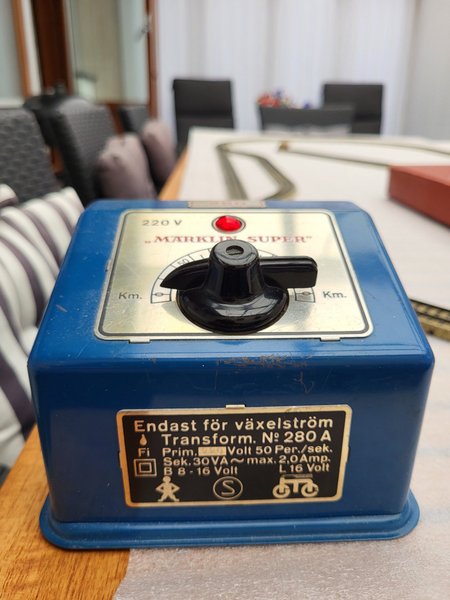 220 V
„MÄRKLIN SUPER"
Km. Km.
Endast för växelström
Transform. Nº 280 A
Fi Prim. Volt 50 Per./sek.
Sek. 30 VA ~ max. 2,0 Amp.
B 8 - 16 Volt L 16 Volt
S